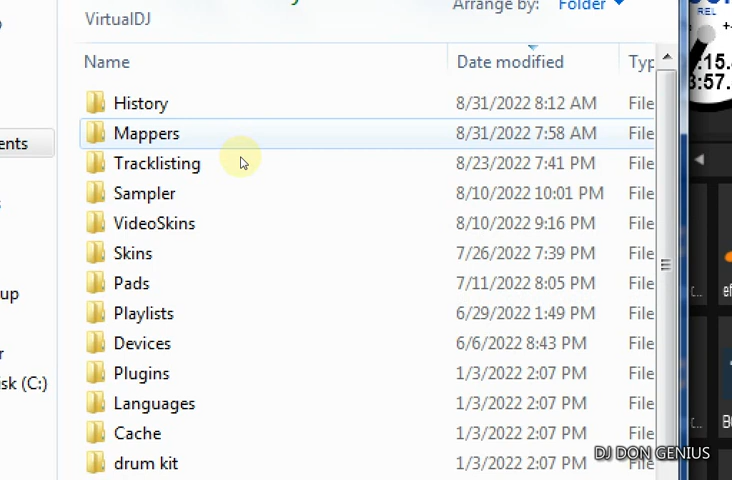 Arrange by: Folder
VirtualDJ
REL
Name Date modified Typ
History 8/31/2022 8:12 AM File
Mappers 8/31/2022 7:58 AM File
ents
Tracklisting 8/23/2022 7:41 PM File
Sampler 8/10/2022 10:01 PM File
VideoSkins 8/10/2022 9:16 PM File
Skins 7/26/2022 7:39 PM File
Pads 7/11/2022 8:05 PM File
up
Playlists 6/29/2022 1:49 PM File
Devices 6/6/2022 8:43 PM File
Plugins 1/3/2022 2:07 PM File
isk (C:)
Languages 1/3/2022 2:07 PM File
Cache 1/3/2022 2:07 PM File
DJ DON GENIUS
drum kit 1/3/2022 2:07 PM File